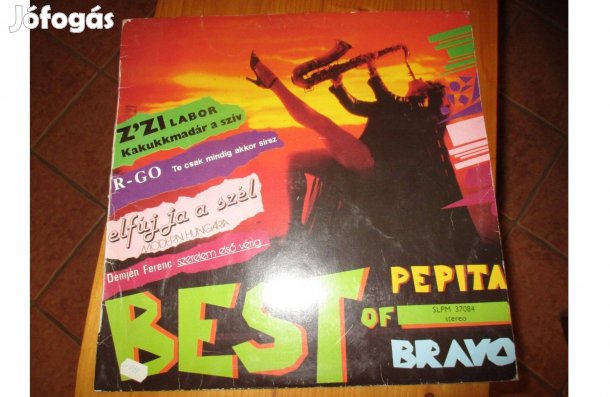 Jófogás
Z'ZI LABOR
Kakukkmadár a szív
R-GO Te csak mindig akkor sírsz
elfújja a szél
MODERN HUNGÁRIA
Demjén Ferenc - szerelem első vérig...
BEST OF PEPITA
SLPM 37084
stereo
BRAVO